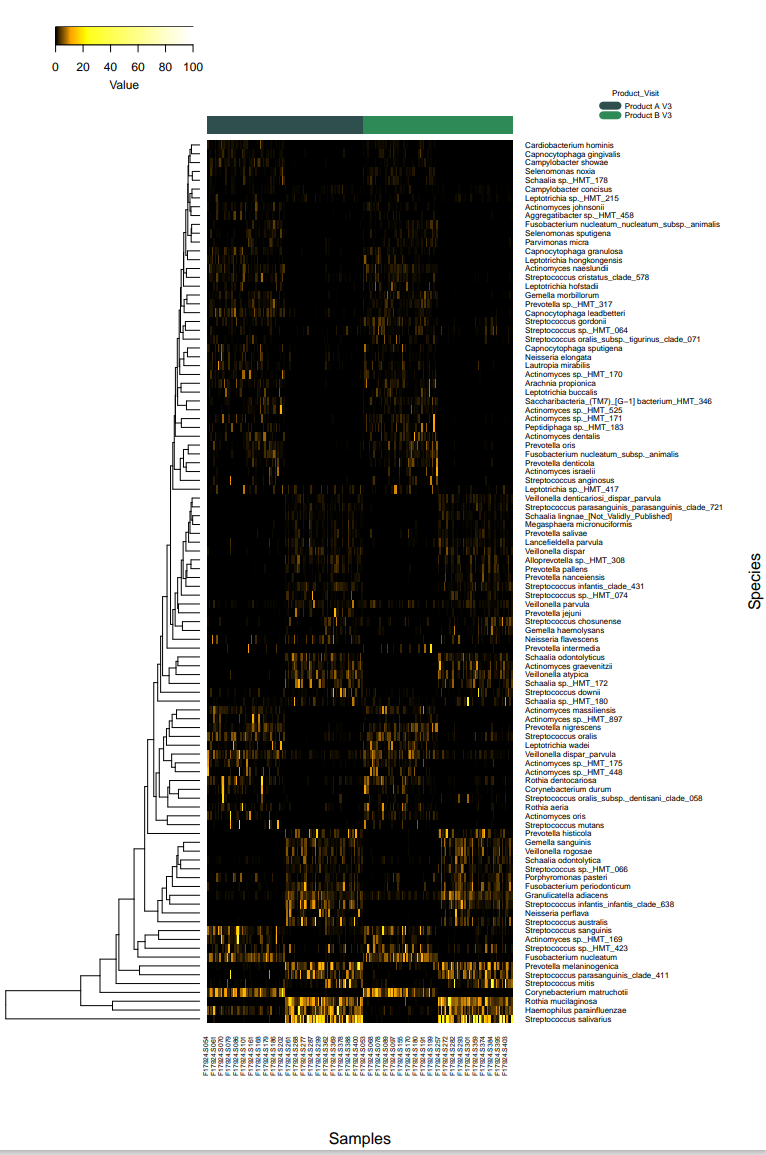 0 20 40 60 80 100
Value
Product_Visit
Product A V3
Product B V3
Cardiobacterium hominis
Capnocytophaga gingivalis
Campylobacter showae
Selenomonas noxia
Schaalia sp._HMT_178
Campylobacter concisus
Leptotrichia sp._HMT_215
Actinomyces johnsonii
Aggregatibacter sp._HMT_458
Fusobacterium nucleatum_nucleatum_subsp._animalis
Selenomonas sputigena
Parvimonas micra
Capnocytophaga granulosa
Leptotrichia hongkongensis
Actinomyces naeslundii
Streptococcus cristatus_clade_578
Leptotrichia hofstadii
Gemella morbillorum
Prevotella sp._HMT_317
Capnocytophaga leadbetteri
Streptococcus gordonii
Streptococcus sp._HMT_064
Streptococcus oralis_subsp._tigurinus_clade_071
Capnocytophaga sputigena
Neisseria elongata
Lautropia mirabilis
Actinomyces sp._HMT_170
Arachnia propionica
Leptotrichia buccalis
Saccharibacteria_(TM7)_[G−1] bacterium_HMT_346
Actinomyces sp._HMT_525
Actinomyces sp._HMT_171
Peptidiphaga sp._HMT_183
Actinomyces dentalis
Prevotella oris
Fusobacterium nucleatum_subsp._animalis
Prevotella denticola
Actinomyces israelii
Streptococcus anginosus
Leptotrichia sp._HMT_417
Veillonella denticariosi_dispar_parvula
Streptococcus parasanguinis_parasanguinis_clade_721
Schaalia lingnae_[Not_Validly_Published]
Megasphaera micronuciformis
Prevotella salivae
Lancefieldella parvula
Veillonella dispar
Alloprevotella sp._HMT_308
Prevotella pallens
Prevotella nanceiensis
Streptococcus infantis_clade_431
Streptococcus sp._HMT_074
Veillonella parvula
Prevotella jejuni
Streptococcus chosunense
Gemella haemolysans
Neisseria flavescens
Prevotella intermedia
Schaalia odontolyticus
Actinomyces graevenitzii
Veillonella atypica
Schaalia sp._HMT_172
Streptococcus downii
Schaalia sp._HMT_180
Actinomyces massiliensis
Actinomyces sp._HMT_897
Prevotella nigrescens
Streptococcus oralis
Leptotrichia wadei
Veillonella dispar_parvula
Actinomyces sp._HMT_175
Actinomyces sp._HMT_448
Rothia dentocariosa
Corynebacterium durum
Streptococcus oralis_subsp._dentisani_clade_058
Rothia aeria
Actinomyces oris
Streptococcus mutans
Prevotella histicola
Gemella sanguinis
Veillonella rogosae
Schaalia odontolytica
Streptococcus sp._HMT_066
Porphyromonas pasteri
Fusobacterium periodonticum
Granulicatella adiacens
Streptococcus infantis_infantis_clade_638
Neisseria perflava
Streptococcus australis
Streptococcus sanguinis
Actinomyces sp._HMT_169
Streptococcus sp._HMT_423
Fusobacterium nucleatum
Prevotella melaninogenica
Streptococcus parasanguinis_clade_411
Streptococcus mitis
Corynebacterium matruchotii
Rothia mucilaginosa
Haemophilus parainfluenzae
Streptococcus salivarius
Species
Samples